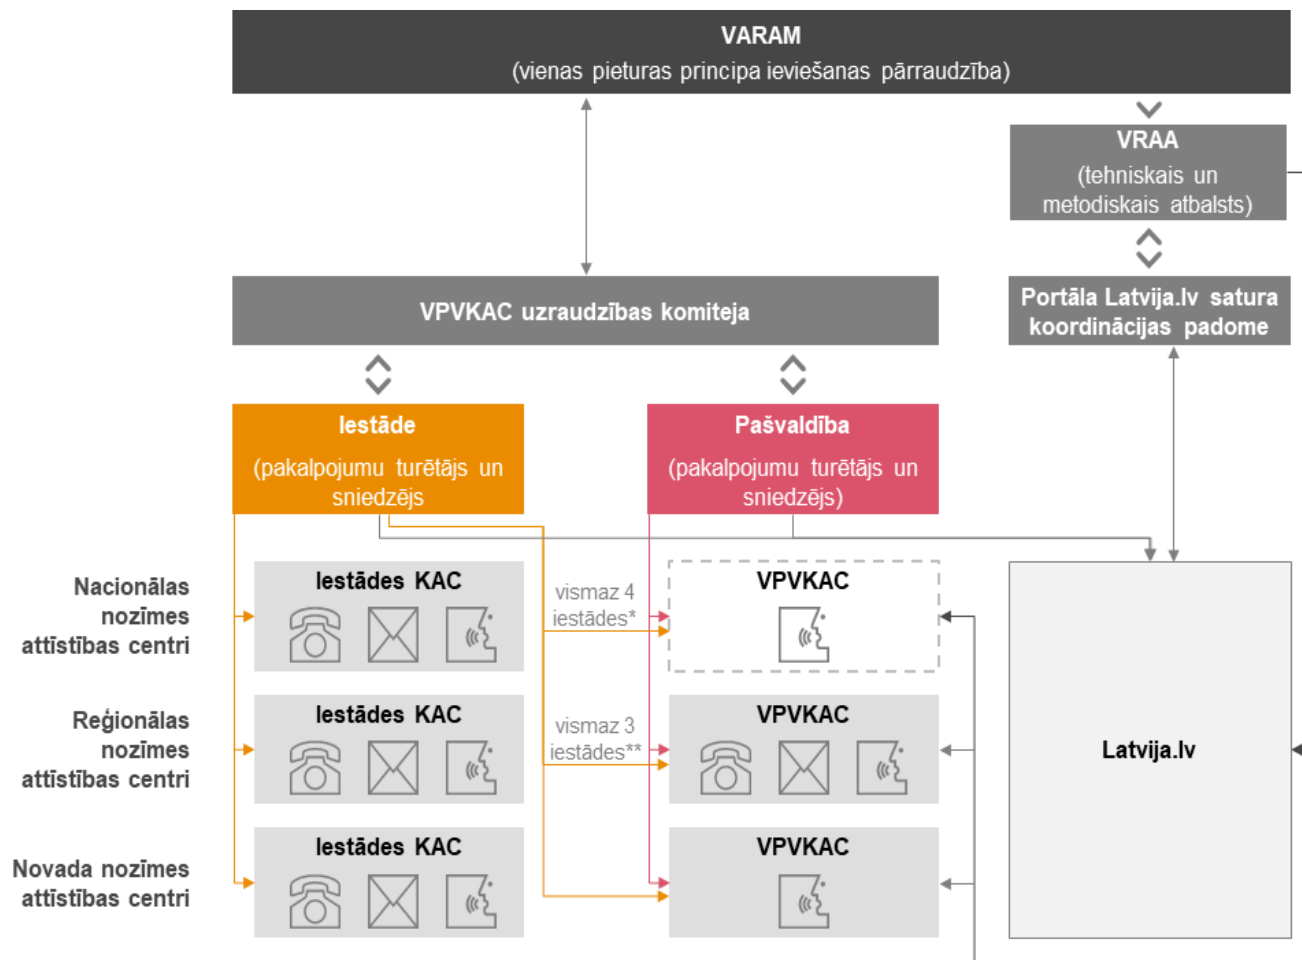 VARAM
(vienas pieturas principa ieviešanas pārraudzība)
VRAA
(tehniskais un
metodiskais atbalsts)
VPVKAC uzraudzības komiteja
Portāla Latvija.lv satura
koordinācijas padome
Iestāde
(pakalpojumu turētājs un
sniedzējs
Pašvaldība
(pakalpojumu turētājs un
sniedzējs)
Nacionālas
nozīmes
attīstības centri
Iestādes KAC
vismaz 4
iestādes*
VPVKAC
Reģionālas
nozīmes
attīstības centri
Iestādes KAC
vismaz 3
iestādes**
VPVKAC
Latvija.lv
Novada nozīmes
attīstības centri
Iestādes KAC
VPVKAC